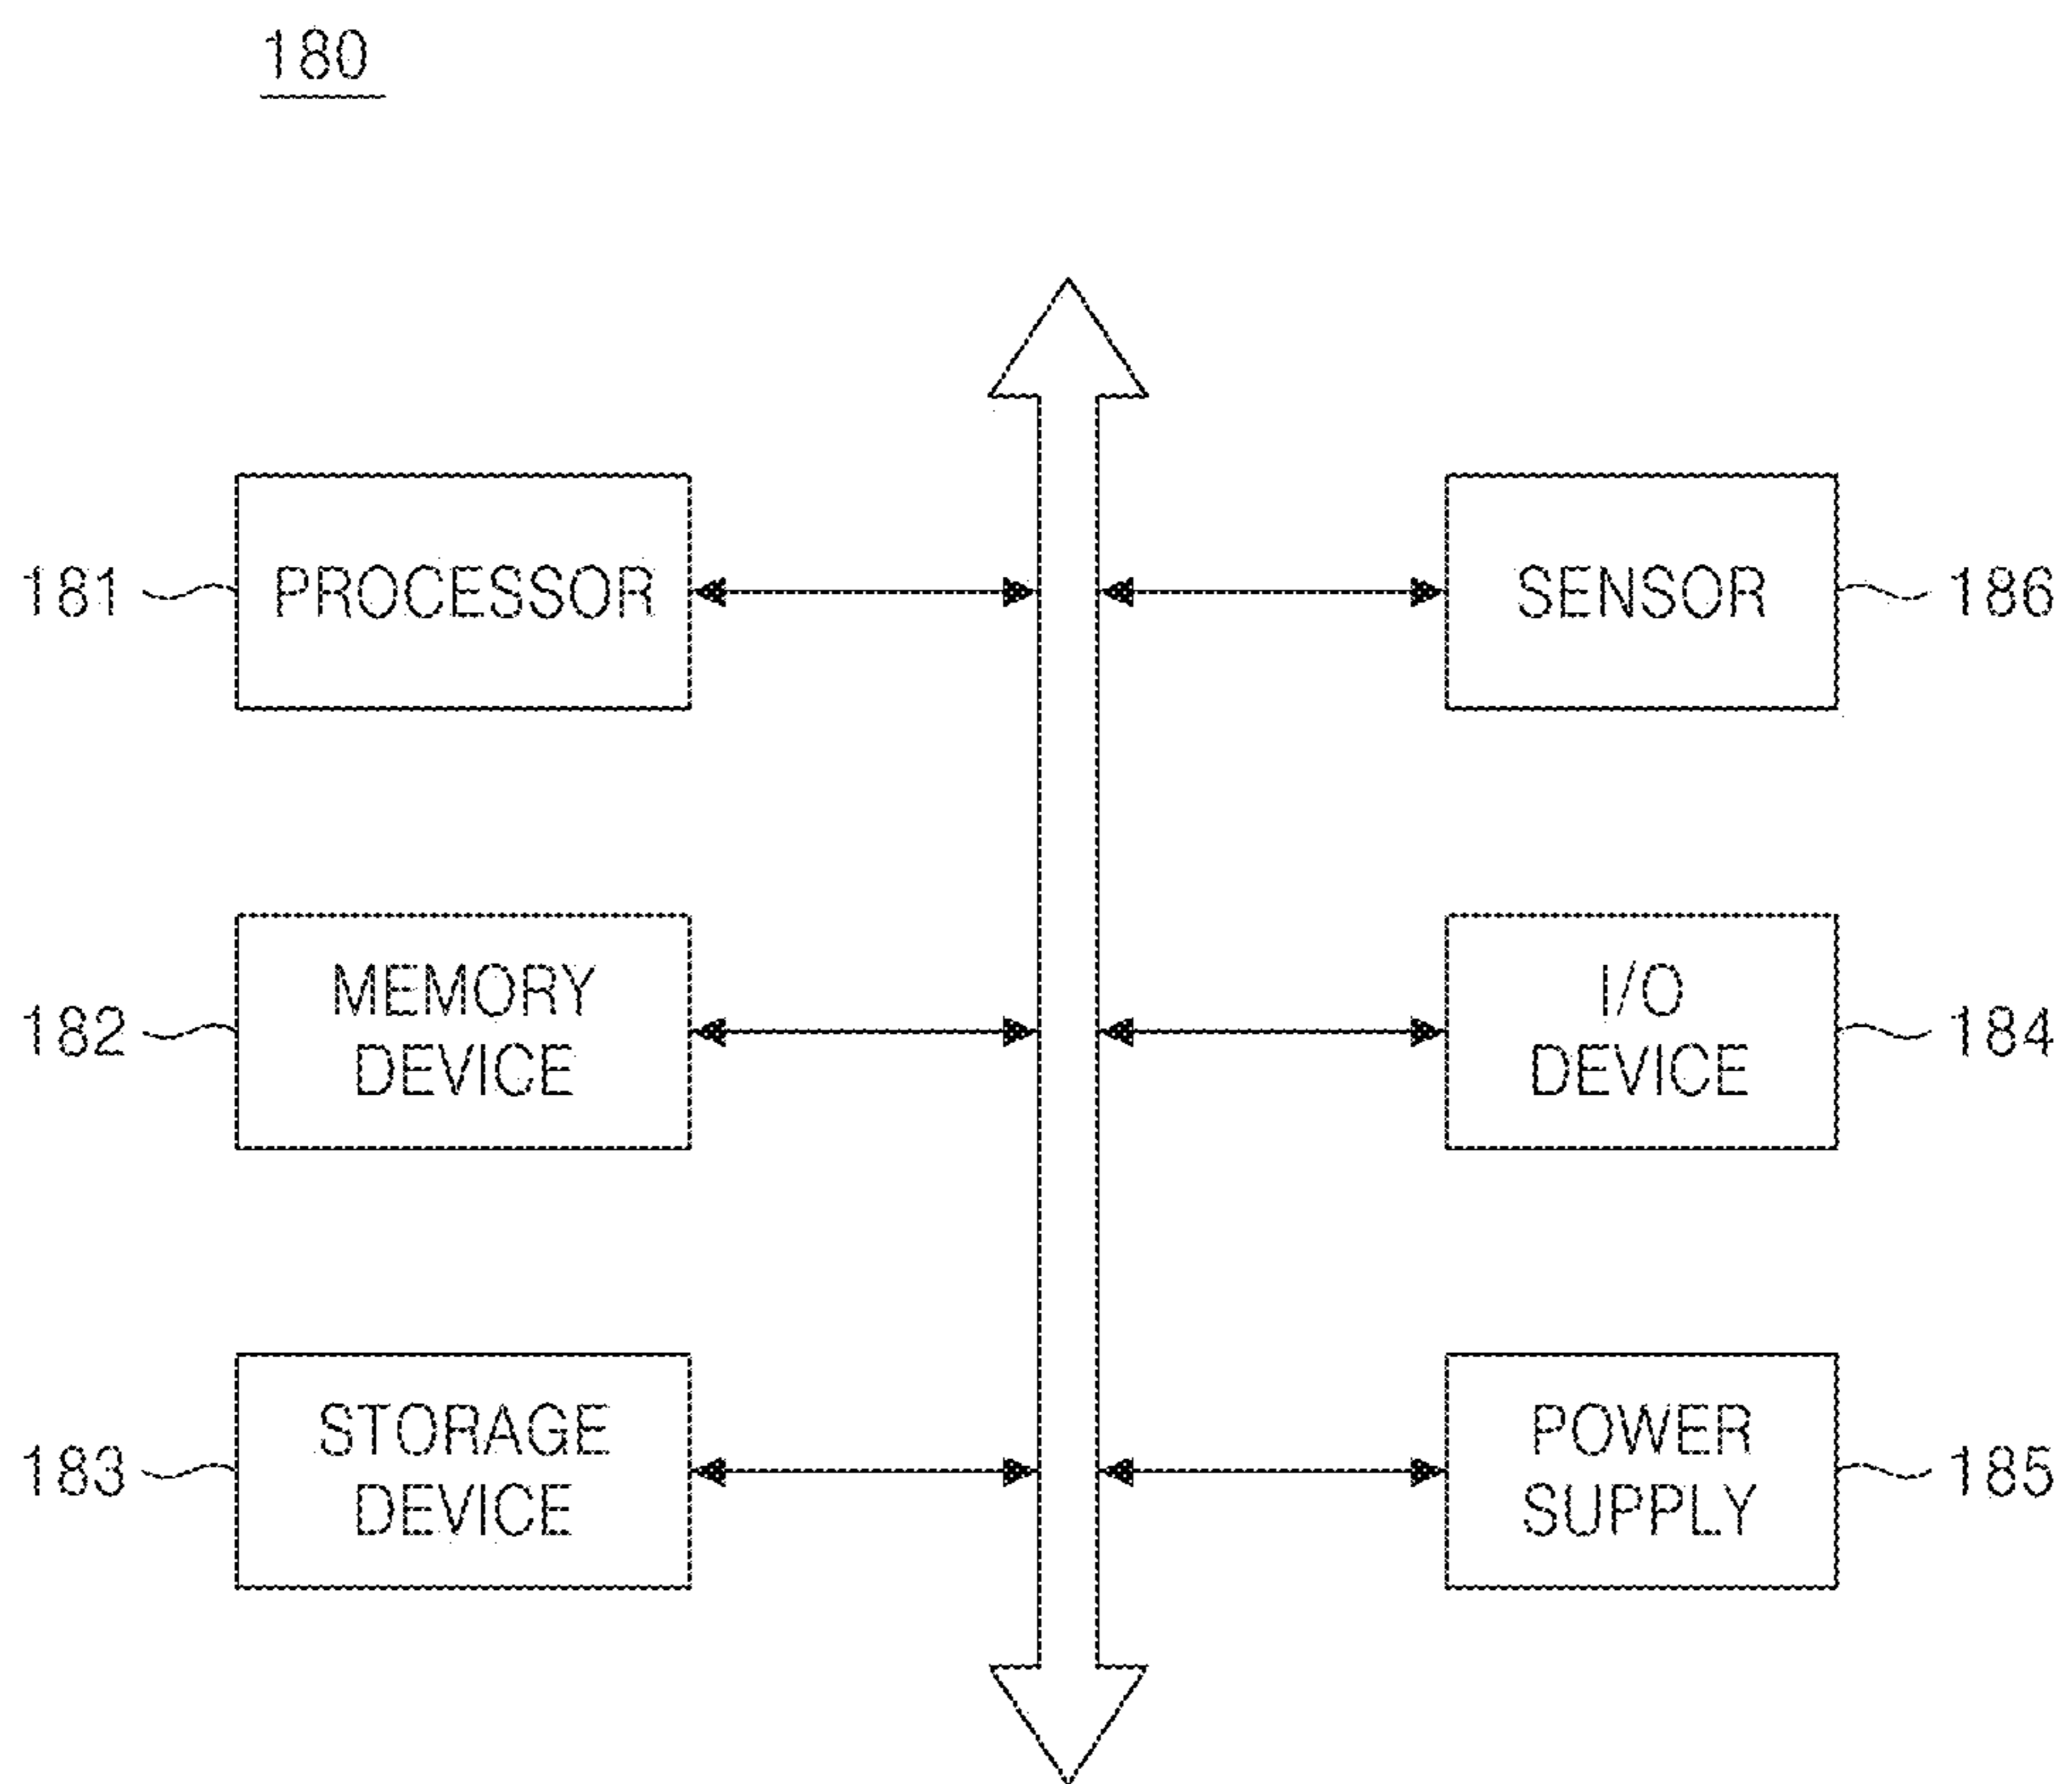 180
181
PROCESSOR
SENSOR
186
182
MEMORY
DEVICE
I/O
DEVICE
184
183
STORAGE
DEVICE
POWER
SUPPLY
185